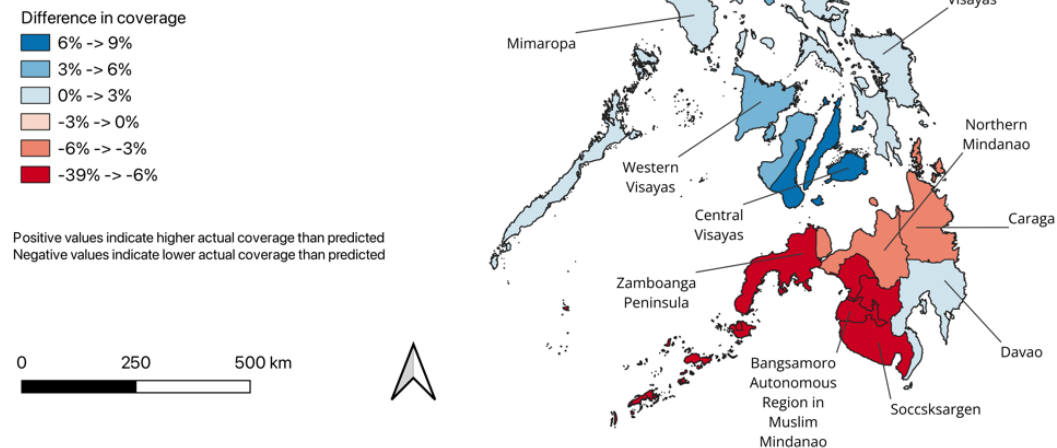 Visayas
Difference in coverage
6% -> 9%
3% -> 6%
0% -> 3%
-3% -> 0%
-6% -> -3%
-39% -> -6%
Mimaropa
Northern
Mindanao
Western
Visayas
Central
Visayas
Caraga
Positive values indicate higher actual coverage than predicted
Negative values indicate lower actual coverage than predicted
Zamboanga
Peninsula
0 250 500 km
Davao
Bangsamoro
Autonomous
Region in
Muslim
Mindanao
Soccsksargen